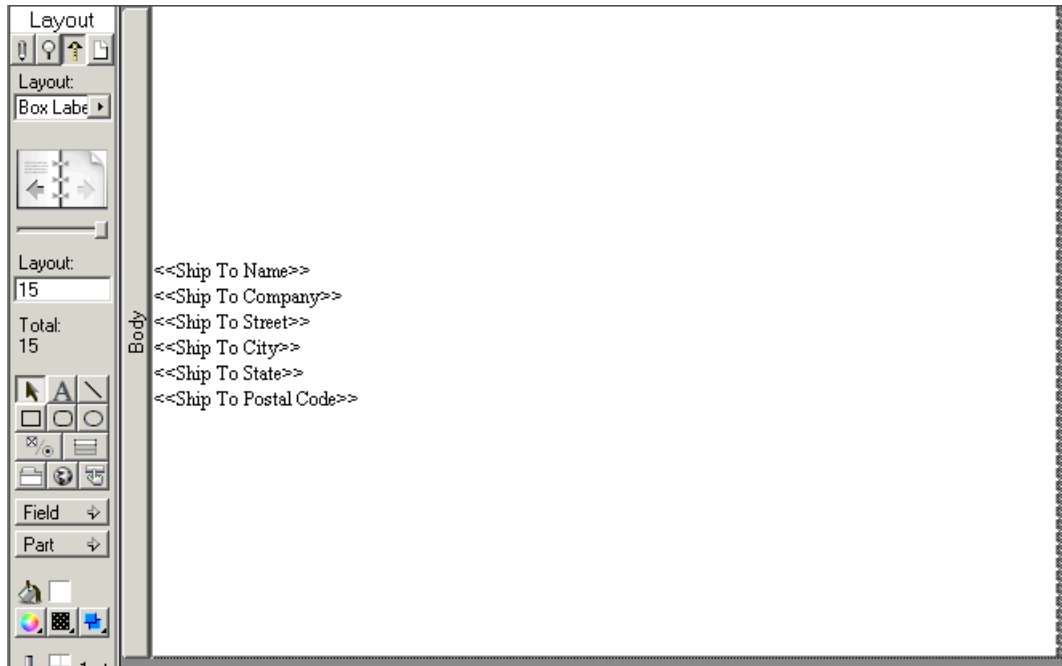 Layout
Layout:
Box Labe
Layout:
15
Total:
15
A
Field
Part
Body
<<Ship To Name>>
<<Ship To Company>>
<<Ship To Street>>
<<Ship To City>>
<<Ship To State>>
<<Ship To Postal Code>>